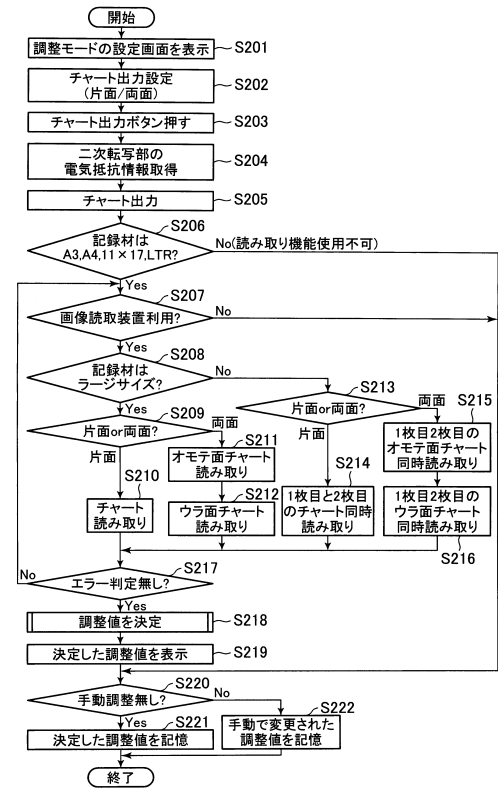 開始
調整モードの設定画面を表示
S201
チャート出力設定
(片面/両面)
S202
チャート出力ボタン押す
S203
二次転写部の
電気抵抗情報取得
S204
チャート出力
S205
S206
記録材は
A3,A4,11×17,LTR?
No(読み取り機能使用不可)
Yes
S207
画像読取装置利用?
No
Yes
S208
記録材は
ラージサイズ?
No
Yes
S209
片面or両面?
両面
片面
S213
片面or両面?
両面
片面
S215
1枚目2枚目の
オモテ面チャート
同時読み取り
S211
オモテ面チャート
読み取り
S210
チャート
読み取り
S212
ウラ面チャート
読み取り
S214
1枚目と2枚目
のチャート同時
読み取り
1枚目2枚目の
ウラ面チャート
同時読み取り
S216
S217
エラー判定無し?
No
Yes
調整値を決定
S218
決定した調整値を表示
S219
S220
手動調整無し?
No
Yes
S221
決定した調整値を記憶
S222
手動で変更された
調整値を記憶
終了